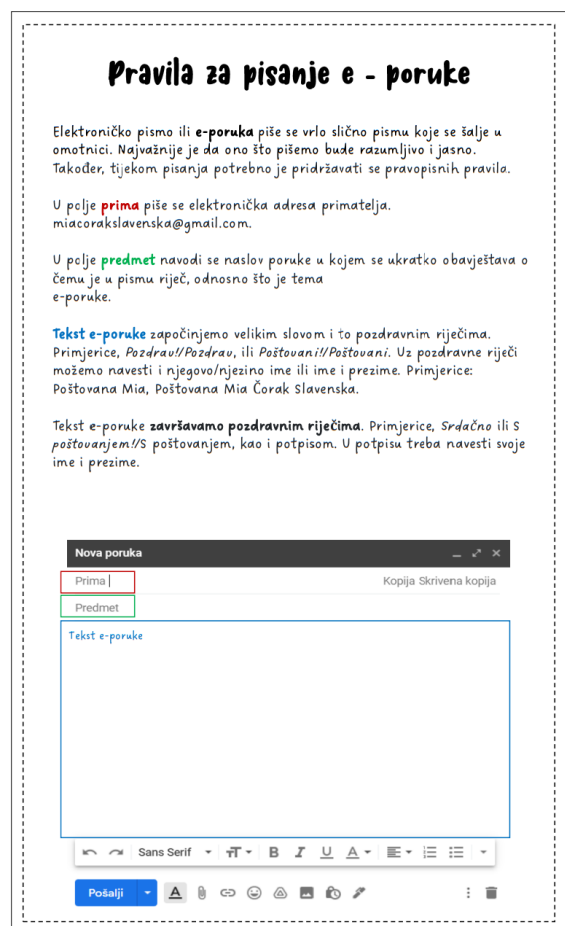 Pravila za pisanje e - poruke
Elektroničko pismo ili e-poruka piše se vrlo slično pismu koje se šalje u
omotnici. Najvažnije je da ono što pišemo bude razumljivo i jasno.
Također, tijekom pisanja potrebno je pridržavati se pravopisnih pravila.
U polje prima piše se elektronička adresa primatelja.
miacorakslavenska@gmail.com.
U polje predmet navodi se naslov poruke u kojem se ukratko obavještava o
čemu je u pismu riječ, odnosno što je tema
e-poruke.
Tekst e-poruke započinjemo velikim slovom i to pozdravnim riječima.
Primjerice, Pozdrav!/Pozdrav, ili Poštovani!/Poštovani. Uz pozdravne riječi
možemo navesti i njegovo/njezino ime ili ime i prezime. Primjerice:
Poštovana Mia, Poštovana Mia Čorak Slavenska.
Tekst e-poruke završavamo pozdravnim riječima. Primjerice, Srdačno ili S
poštovanjem!/S poštovanjem, kao i potpisom. U potpisu treba navesti svoje
ime i prezime.
Nova poruka
Prima Kopija Skrivena kopija
Predmet
Tekst e-poruke
Sans Serif
Pošalji